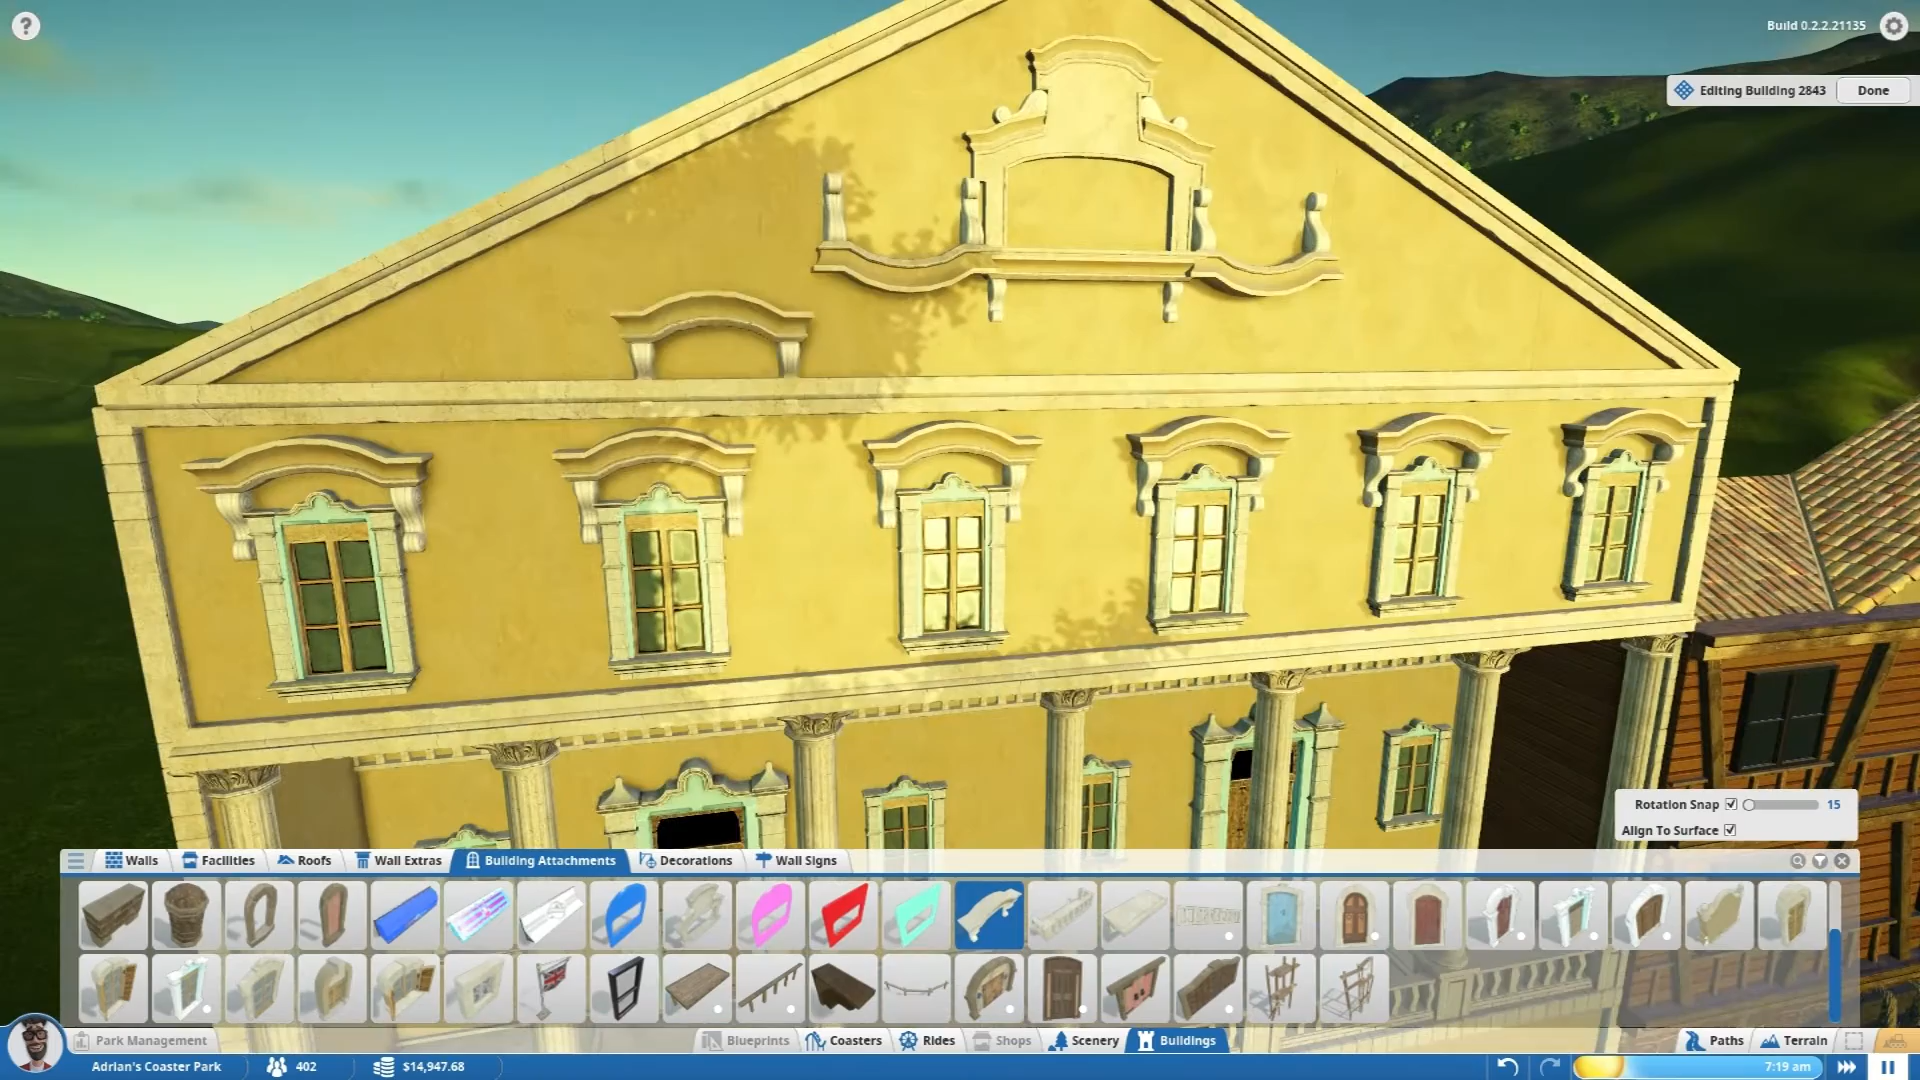 ?
Build 0.2.2.21135
Editing Building 2843 Done
Rotation Snap 15
Align To Surface
Walls Facilities Roofs Wall Extras Building Attachments Decorations Wall Signs
Park Management Blueprints Coasters Rides Shops Scenery Buildings Paths Terrain
Adrian's Coaster Park 402 $14,947.68 7:19 am